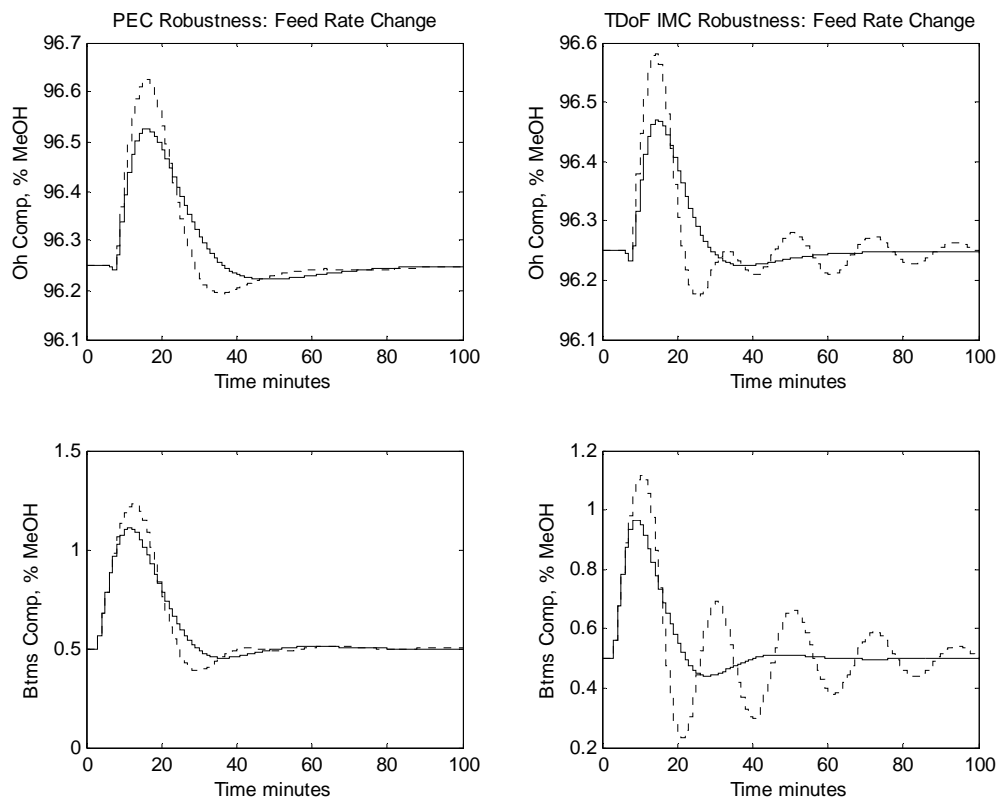 PEC Robustness: Feed Rate Change
96.7
96.6
96.5
96.4
96.3
96.2
96.1
Oh Comp, % MeOH
0 20 40 60 80 100
Time minutes
TDoF IMC Robustness: Feed Rate Change
96.6
96.5
96.4
96.3
96.2
96.1
Oh Comp, % MeOH
0 20 40 60 80 100
Time minutes
1.5
1
0.5
0
Btms Comp, % MeOH
0 20 40 60 80 100
Time minutes
1.2
1
0.8
0.6
0.4
0.2
Btms Comp, % MeOH
0 20 40 60 80 100
Time minutes